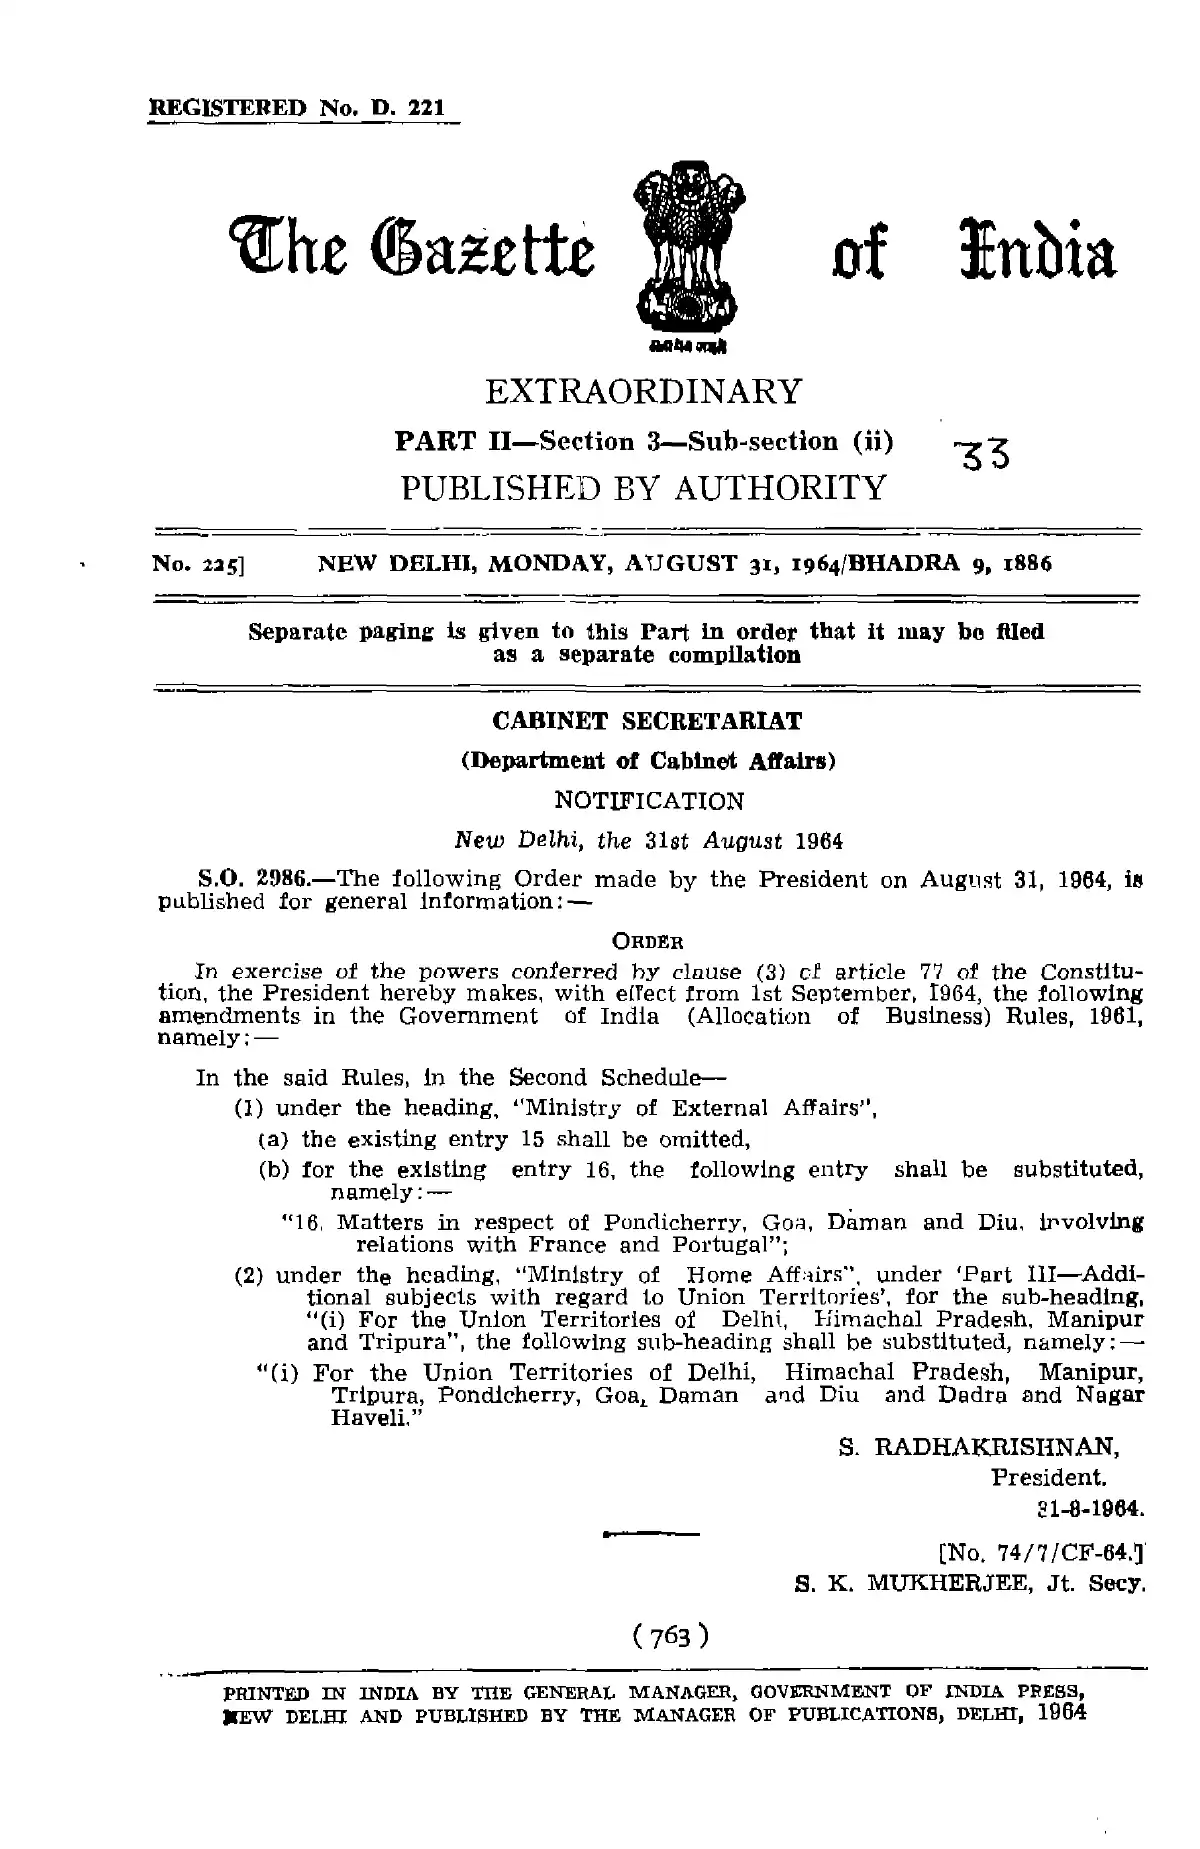 REGISTERED No. D. 221
The Gazette of India
EXTRAORDINARY
PART II—Section 3—Sub-section (ii)
33
PUBLISHED BY AUTHORITY
No. 225] NEW DELHI, MONDAY, AUGUST 31, 1964/BHADRA 9, 1886
Separate paging is given to this Part in order that it may be filed
as a separate compilation
CABINET SECRETARIAT
(Department of Cabinet Affairs)
NOTIFICATION
New Delhi, the 31st August 1964
S.O. 2986.—The following Order made by the President on August 31, 1964, is
published for general information:—
ORDER
In exercise of the powers conferred by clause (3) of article 77 of the Constitu-
tion, the President hereby makes, with effect from 1st September, 1964, the following
amendments in the Government of India (Allocation of Business) Rules, 1961,
namely:—
In the said Rules, in the Second Schedule—
(1) under the heading, "Ministry of External Affairs",
(a) the existing entry 15 shall be omitted,
(b) for the existing entry 16, the following entry shall be substituted,
namely:—
"16. Matters in respect of Pondicherry, Goa, Daman and Diu, involving
relations with France and Portugal";
(2) under the heading, "Ministry of Home Affairs", under 'Part III—Addi-
tional subjects with regard to Union Territories', for the sub-heading,
"(i) For the Union Territories of Delhi, Himachal Pradesh, Manipur
and Tripura", the following sub-heading shall be substituted, namely:—
"(i) For the Union Territories of Delhi, Himachal Pradesh, Manipur,
Tripura, Pondicherry, Goa, Daman and Diu and Dadra and Nagar
Haveli."
S. RADHAKRISHNAN,
President.
31-8-1964.
[No. 74/7/CF-64.]
S. K. MUKHERJEE, Jt. Secy.
(763)
PRINTED IN INDIA BY THE GENERAL MANAGER, GOVERNMENT OF INDIA PRESS,
NEW DELHI AND PUBLISHED BY THE MANAGER OF PUBLICATIONS, DELHI, 1964